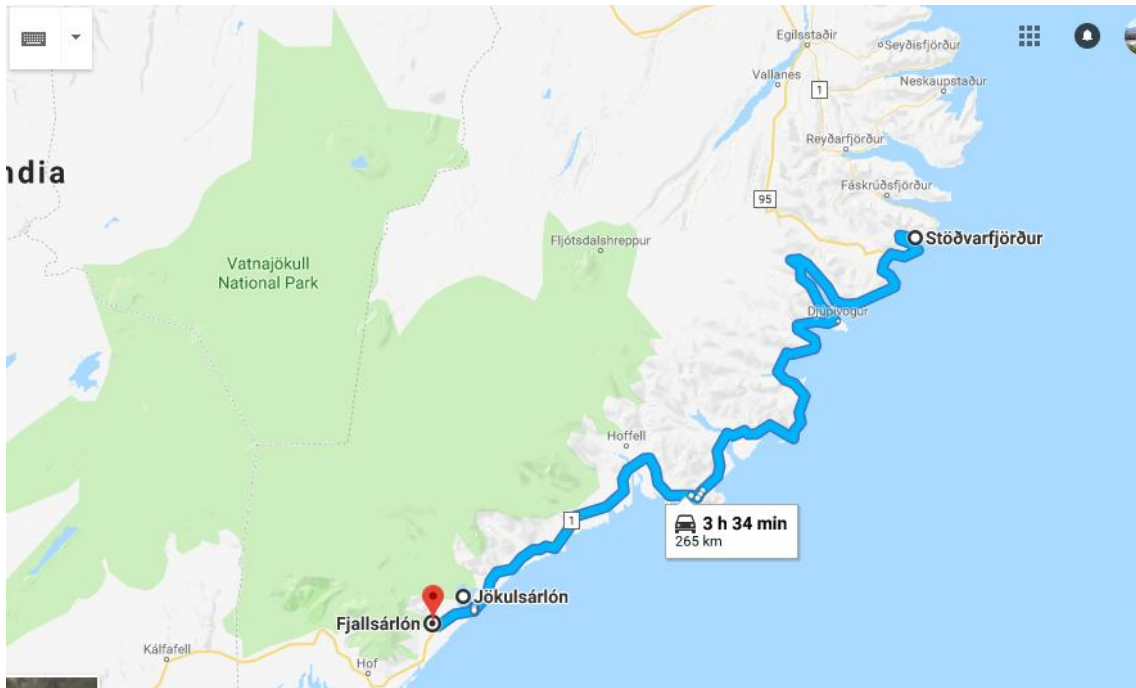 Egilsstaðir
Seyðisfjörður
Vallanes
Neskaupstaður
1
Reyðarfjörður
ndia
Fáskrúðsfjörður
95
Stöðvarfjörður
Fljótsdalshreppur
Vatnajökull
National Park
Djúpivogur
Hoffell
3 h 34 min
265 km
1
Jökulsárlón
Fjallsárlón
Kálfafell
Hof